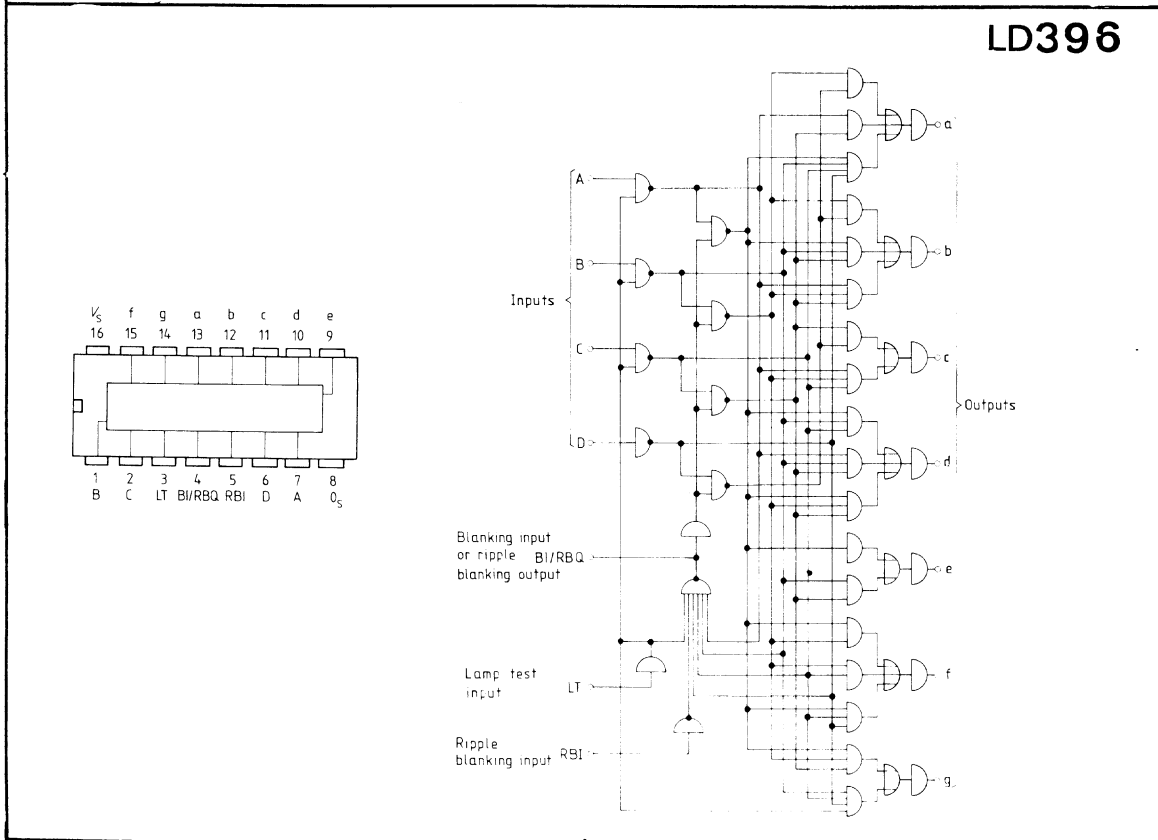 LD396
A
B
C
D
Inputs
a
b
c
d
e
f
g
Outputs
V_S f g a b c d e
16 15 14 13 12 11 10 9
1 2 3 4 5 6 7 8
B C LT BI/RBQ RBI D A 0_S
Blanking input
or ripple BI/RBQ
blanking output
Lamp test
input LT
Ripple
blanking input RBI